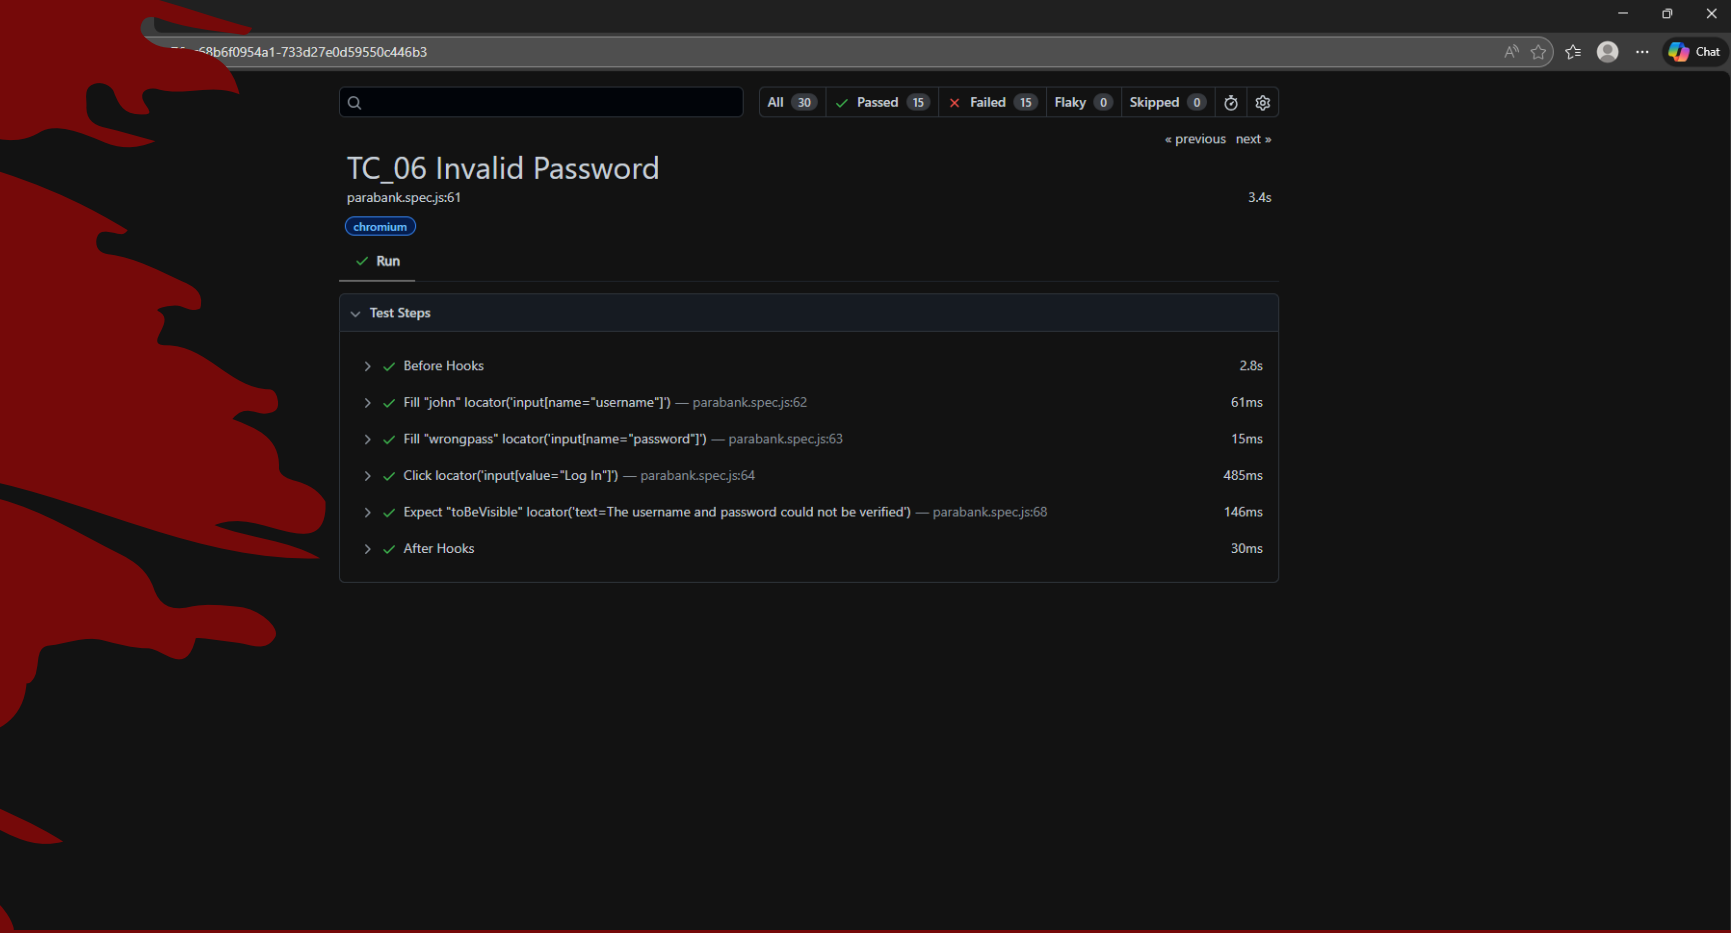 68b6f0954a1-733d27e0d59550c446b3
Chat
All 30 Passed 15 Failed 15 Flaky 0 Skipped 0
« previous next »
TC_06 Invalid Password
parabank.spec.js:61 3.4s
chromium
Run
Test Steps
Before Hooks 2.8s
Fill "john" locator('input[name="username"]') — parabank.spec.js:62 61ms
Fill "wrongpass" locator('input[name="password"]') — parabank.spec.js:63 15ms
Click locator('input[value="Log In"]') — parabank.spec.js:64 485ms
Expect "toBeVisible" locator('text=The username and password could not be verified') — parabank.spec.js:68 146ms
After Hooks 30ms